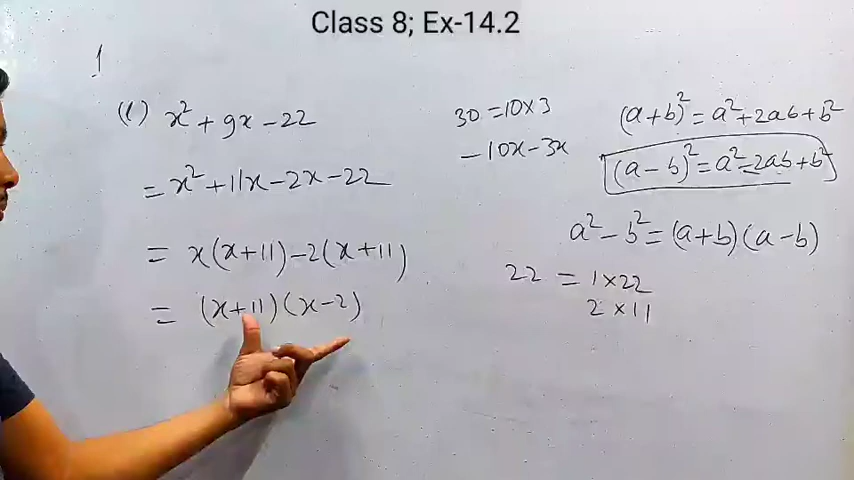 Class 8; Ex-14.2
1
(l) x² + 9x - 22
= x² + 11x - 2x - 22
= x(x+11) - 2(x+11)
= (x+11)(x-2)
30 = 10×3
- 10x - 3x
(a+b)² = a² + 2ab + b²
(a-b)² = a² - 2ab + b²
a² - b² = (a+b)(a-b)
22 = 1×22
2×11